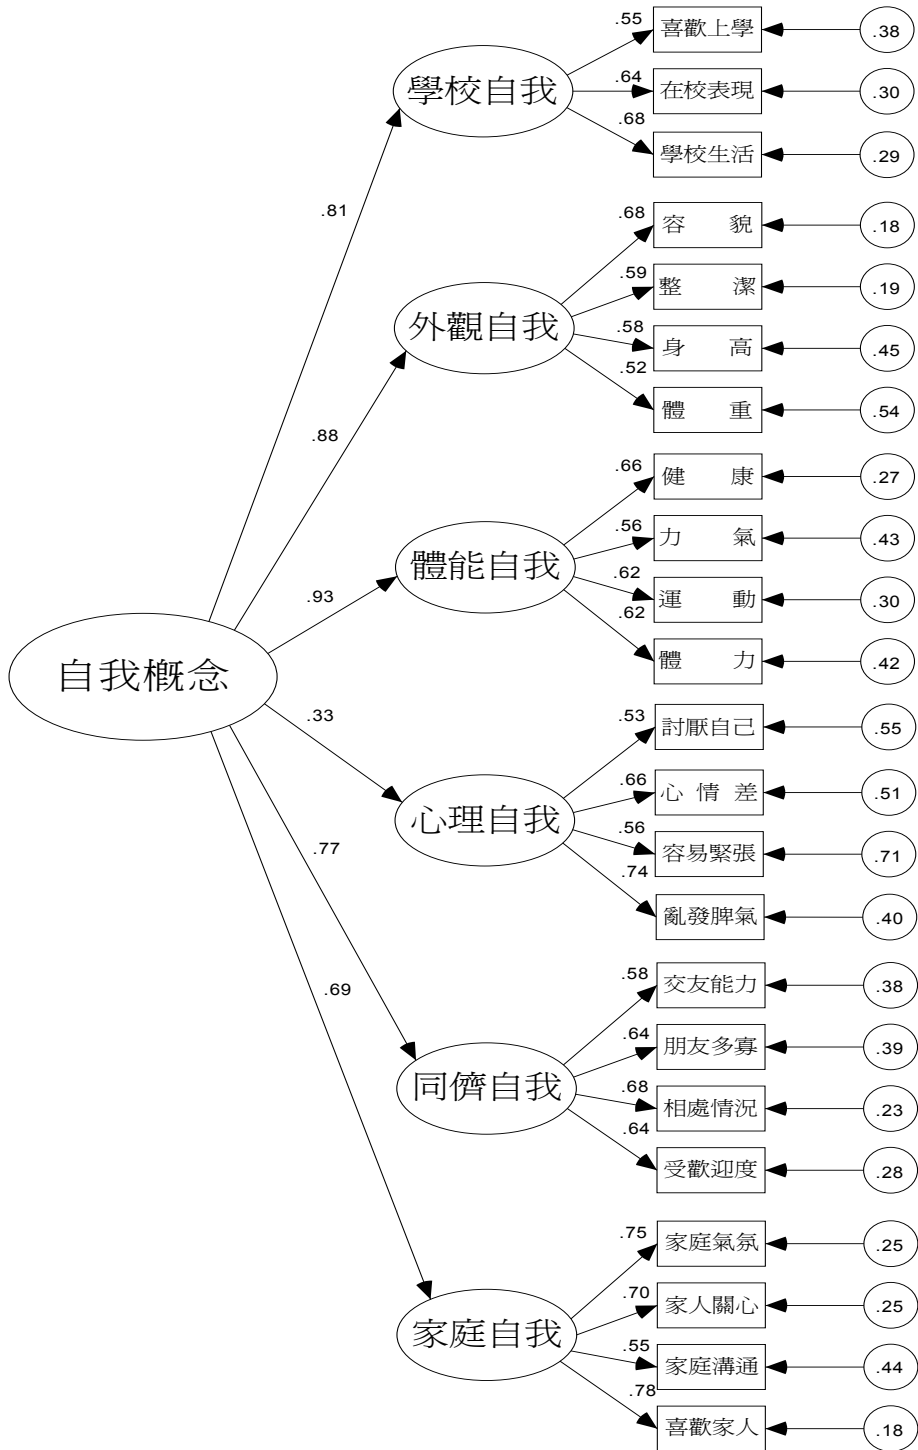 .55 喜歡上學 .38
學校自我
.64 在校表現 .30
.68 學校生活 .29
.81
.68 容 貌 .18
.59 整 潔 .19
外觀自我
.58 身 高 .45
.52 體 重 .54
.88
.66 健 康 .27
.56 力 氣 .43
體能自我
.62 運 動 .30
.62 體 力 .42
.93
自我概念
.33
.53 討厭自己 .55
.66 心 情 差 .51
心理自我
.56 容易緊張 .71
.74 亂發脾氣 .40
.77
.58 交友能力 .38
.64 朋友多寡 .39
同儕自我
.68 相處情況 .23
.64 受歡迎度 .28
.69
.75 家庭氣氛 .25
.70 家人關心 .25
家庭自我
.55 家庭溝通 .44
.78 喜歡家人 .18